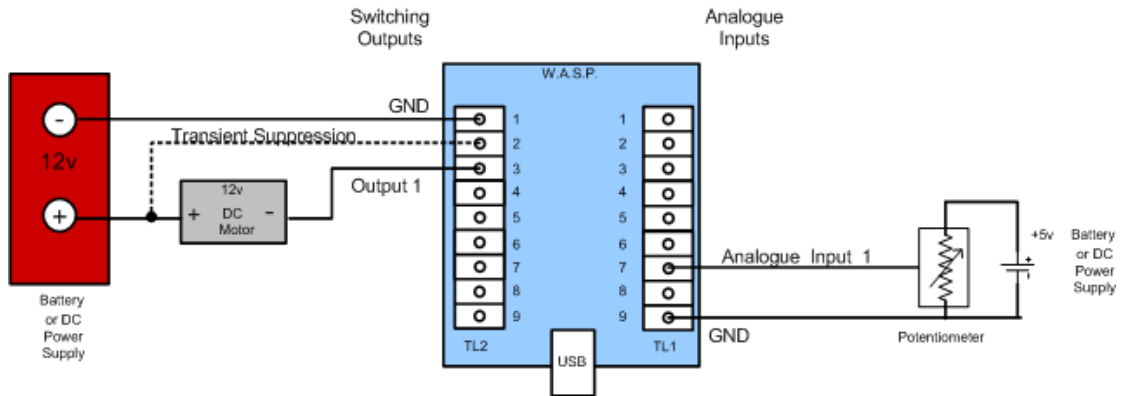 Switching
Outputs
Analogue
Inputs
W.A.S.P.
GND
Transient Suppression
Output 1
-
12v
+
12v
+ DC -
Motor
Battery
or DC
Power
Supply
1
2
3
4
5
6
7
8
9
TL2
1
2
3
4
5
6
7
8
9
TL1
USB
Analogue Input 1
GND
+5v
+
Battery
or DC
Power
Supply
Potentiometer